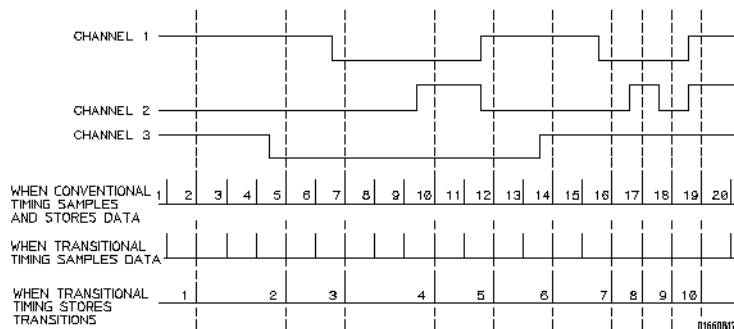 CHANNEL 1
CHANNEL 2
CHANNEL 3
WHEN CONVENTIONAL
TIMING SAMPLES
AND STORES DATA
1 2 3 4 5 6 7 8 9 10 11 12 13 14 15 16 17 18 19 20
WHEN TRANSITIONAL
TIMING SAMPLES DATA
WHEN TRANSITIONAL
TIMING STORES
TRANSITIONS
1 2 3 4 5 6 7 8 9 10